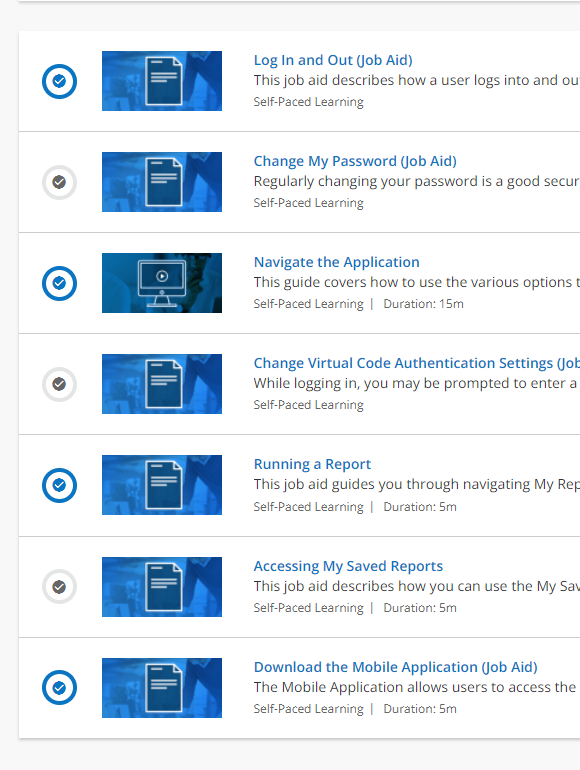 Log In and Out (Job Aid)
This job aid describes how a user logs into and
Self-Paced Learning
Change My Password (Job Aid)
Regularly changing your password is a good
Self-Paced Learning
Navigate the Application
This guide covers how to use the various options
Self-Paced Learning | Duration: 15m
Change Virtual Code Authentication Settings
While logging in, you may be prompted to enter a
Self-Paced Learning
Running a Report
This job aid guides you through navigating My
Self-Paced Learning | Duration: 5m
Accessing My Saved Reports
This job aid describes how you can use the My
Self-Paced Learning | Duration: 5m
Download the Mobile Application (Job Aid)
The Mobile Application allows users to access the
Self-Paced Learning | Duration: 5m